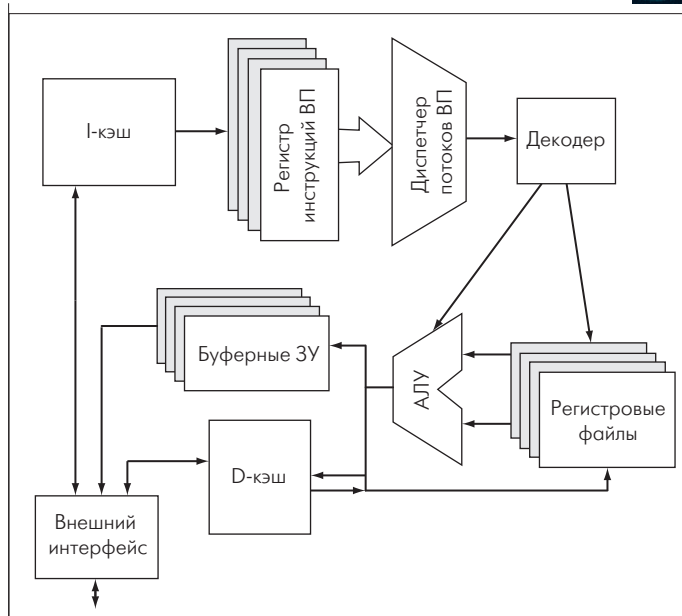 I-кэш
Регистр
инструкций ВП
Диспетчер
потоков ВП
Декодер
Буферные ЗУ
АЛУ
Регистровые
файлы
D-кэш
Внешний
интерфейс